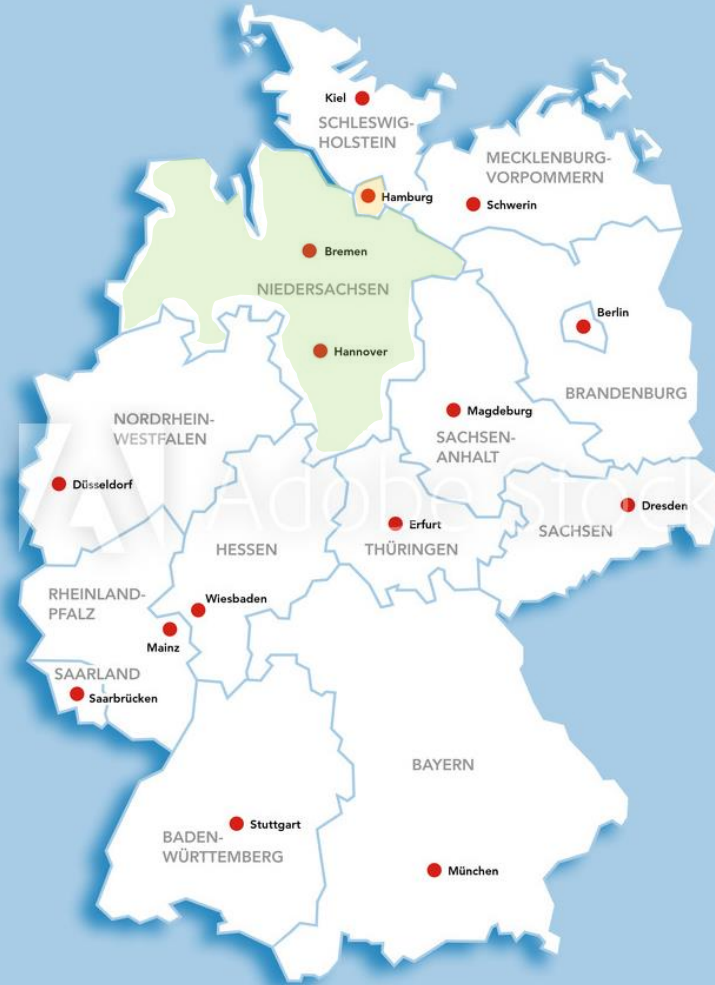 Kiel
SCHLESWIG-
HOLSTEIN
MECKLENBURG-
VORPOMMERN
Hamburg
Schwerin
Bremen
NIEDERSACHSEN
Berlin
Hannover
BRANDENBURG
Magdeburg
NORDRHEIN-
WESTFALEN
SACHSEN-
ANHALT
Düsseldorf
Adobe Stock
Dresden
Erfurt
SACHSEN
HESSEN
THÜRINGEN
RHEINLAND-
PFALZ
Wiesbaden
Mainz
SAARLAND
Saarbrücken
BAYERN
Stuttgart
BADEN-
WÜRTTEMBERG
München